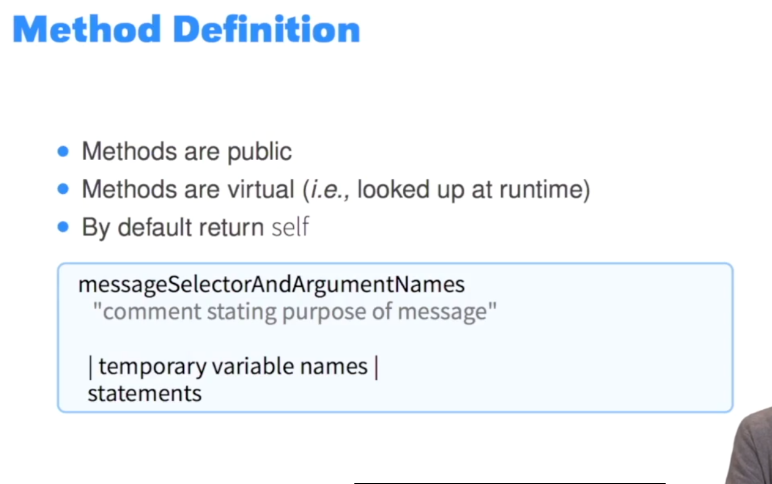 Method Definition
Methods are public
Methods are virtual (i.e., looked up at runtime)
By default return self
messageSelectorAndArgumentNames
"comment stating purpose of message"
| temporary variable names |
statements